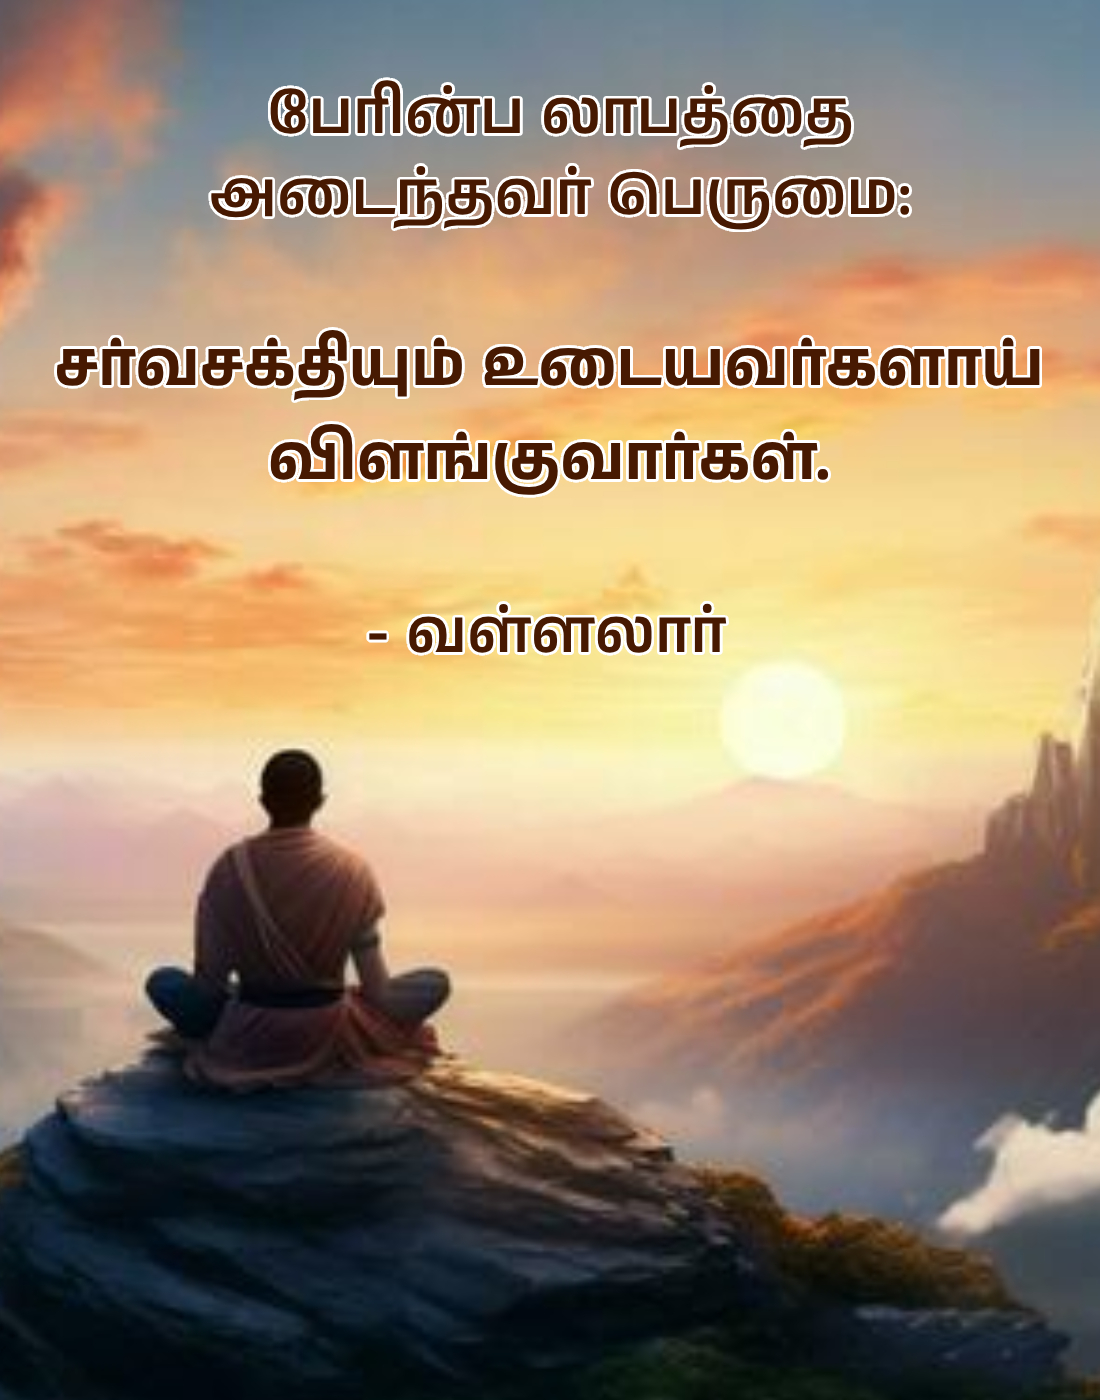 பேரின்ப லாபத்தை
அடைந்தவர் பெருமை:
சர்வசக்தியும் உடையவர்களாய்
விளங்குவார்கள்.
- வள்ளலார்